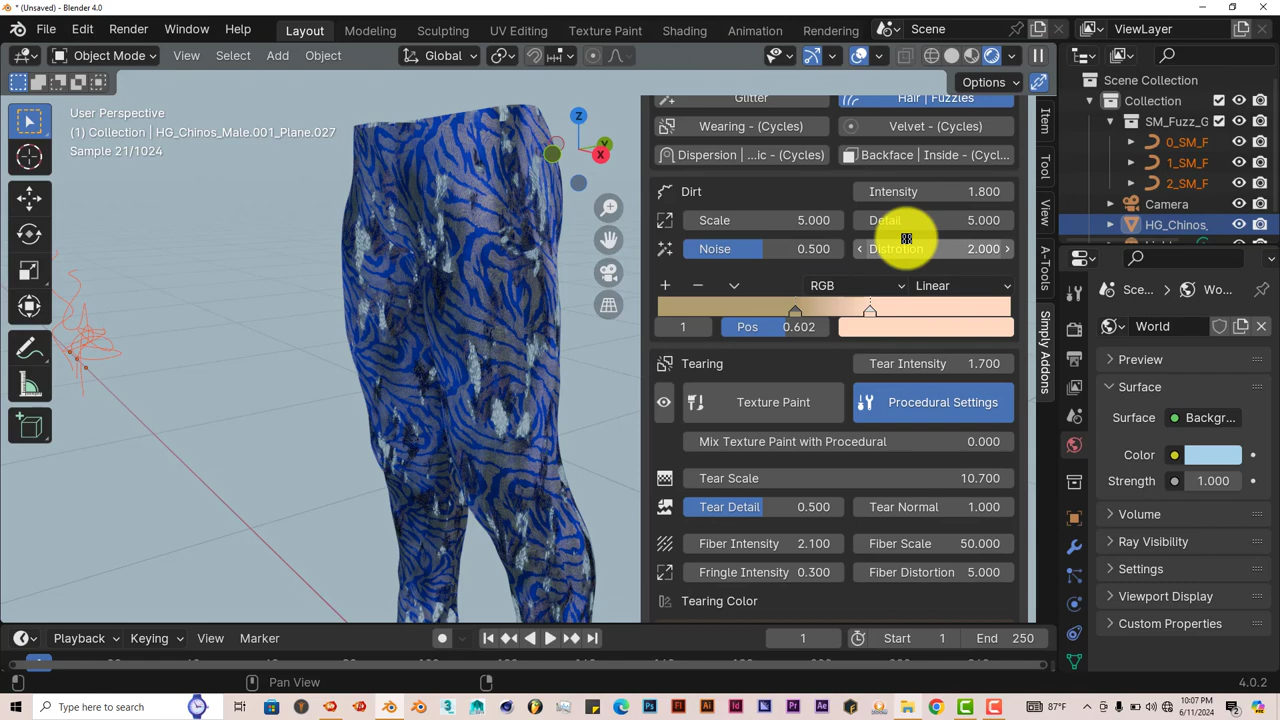 * (Unsaved) - Blender 4.0
File Edit Render Window Help Layout Modeling Sculpting UV Editing Texture Paint Shading Animation Rendering Scene ViewLayer
Object Mode View Select Add Object Global
Options
User Perspective
(1) Collection | HG_Chinos_Male.001_Plane.027
Sample 21/1024
Z
Y
X
Glitter Hair | Fuzzles
Wearing - (Cycles) Velvet - (Cycles)
Dispersion | ...ic - (Cycles) Backface | Inside - (Cycl...
Dirt Intensity 1.800
Scale 5.000 Detail 5.000
Noise 0.500 Distrotion 2.000
RGB Linear
1 Pos 0.602
Tearing Tear Intensity 1.700
Texture Paint Procedural Settings
Mix Texture Paint with Procedural 0.000
Tear Scale 10.700
Tear Detail 0.500 Tear Normal 1.000
Fiber Intensity 2.100 Fiber Scale 50.000
Fringle Intensity 0.300 Fiber Distortion 5.000
Tearing Color
Item
Tool
View
A-Tools
Simply Addons
Scene Collection
Collection
SM_Fuzz_G
0_SM_F
1_SM_F
2_SM_F
Camera
HG_Chinos_
Sce... Wo...
World
Preview
Surface
Surface Backgr...
Color
Strength 1.000
Volume
Ray Visibility
Settings
Viewport Display
Custom Properties
Playback Keying View Marker 1 Start 1 End 250
Pan View 4.0.2
Type here to search 87°F 10:07 PM
6/11/2024